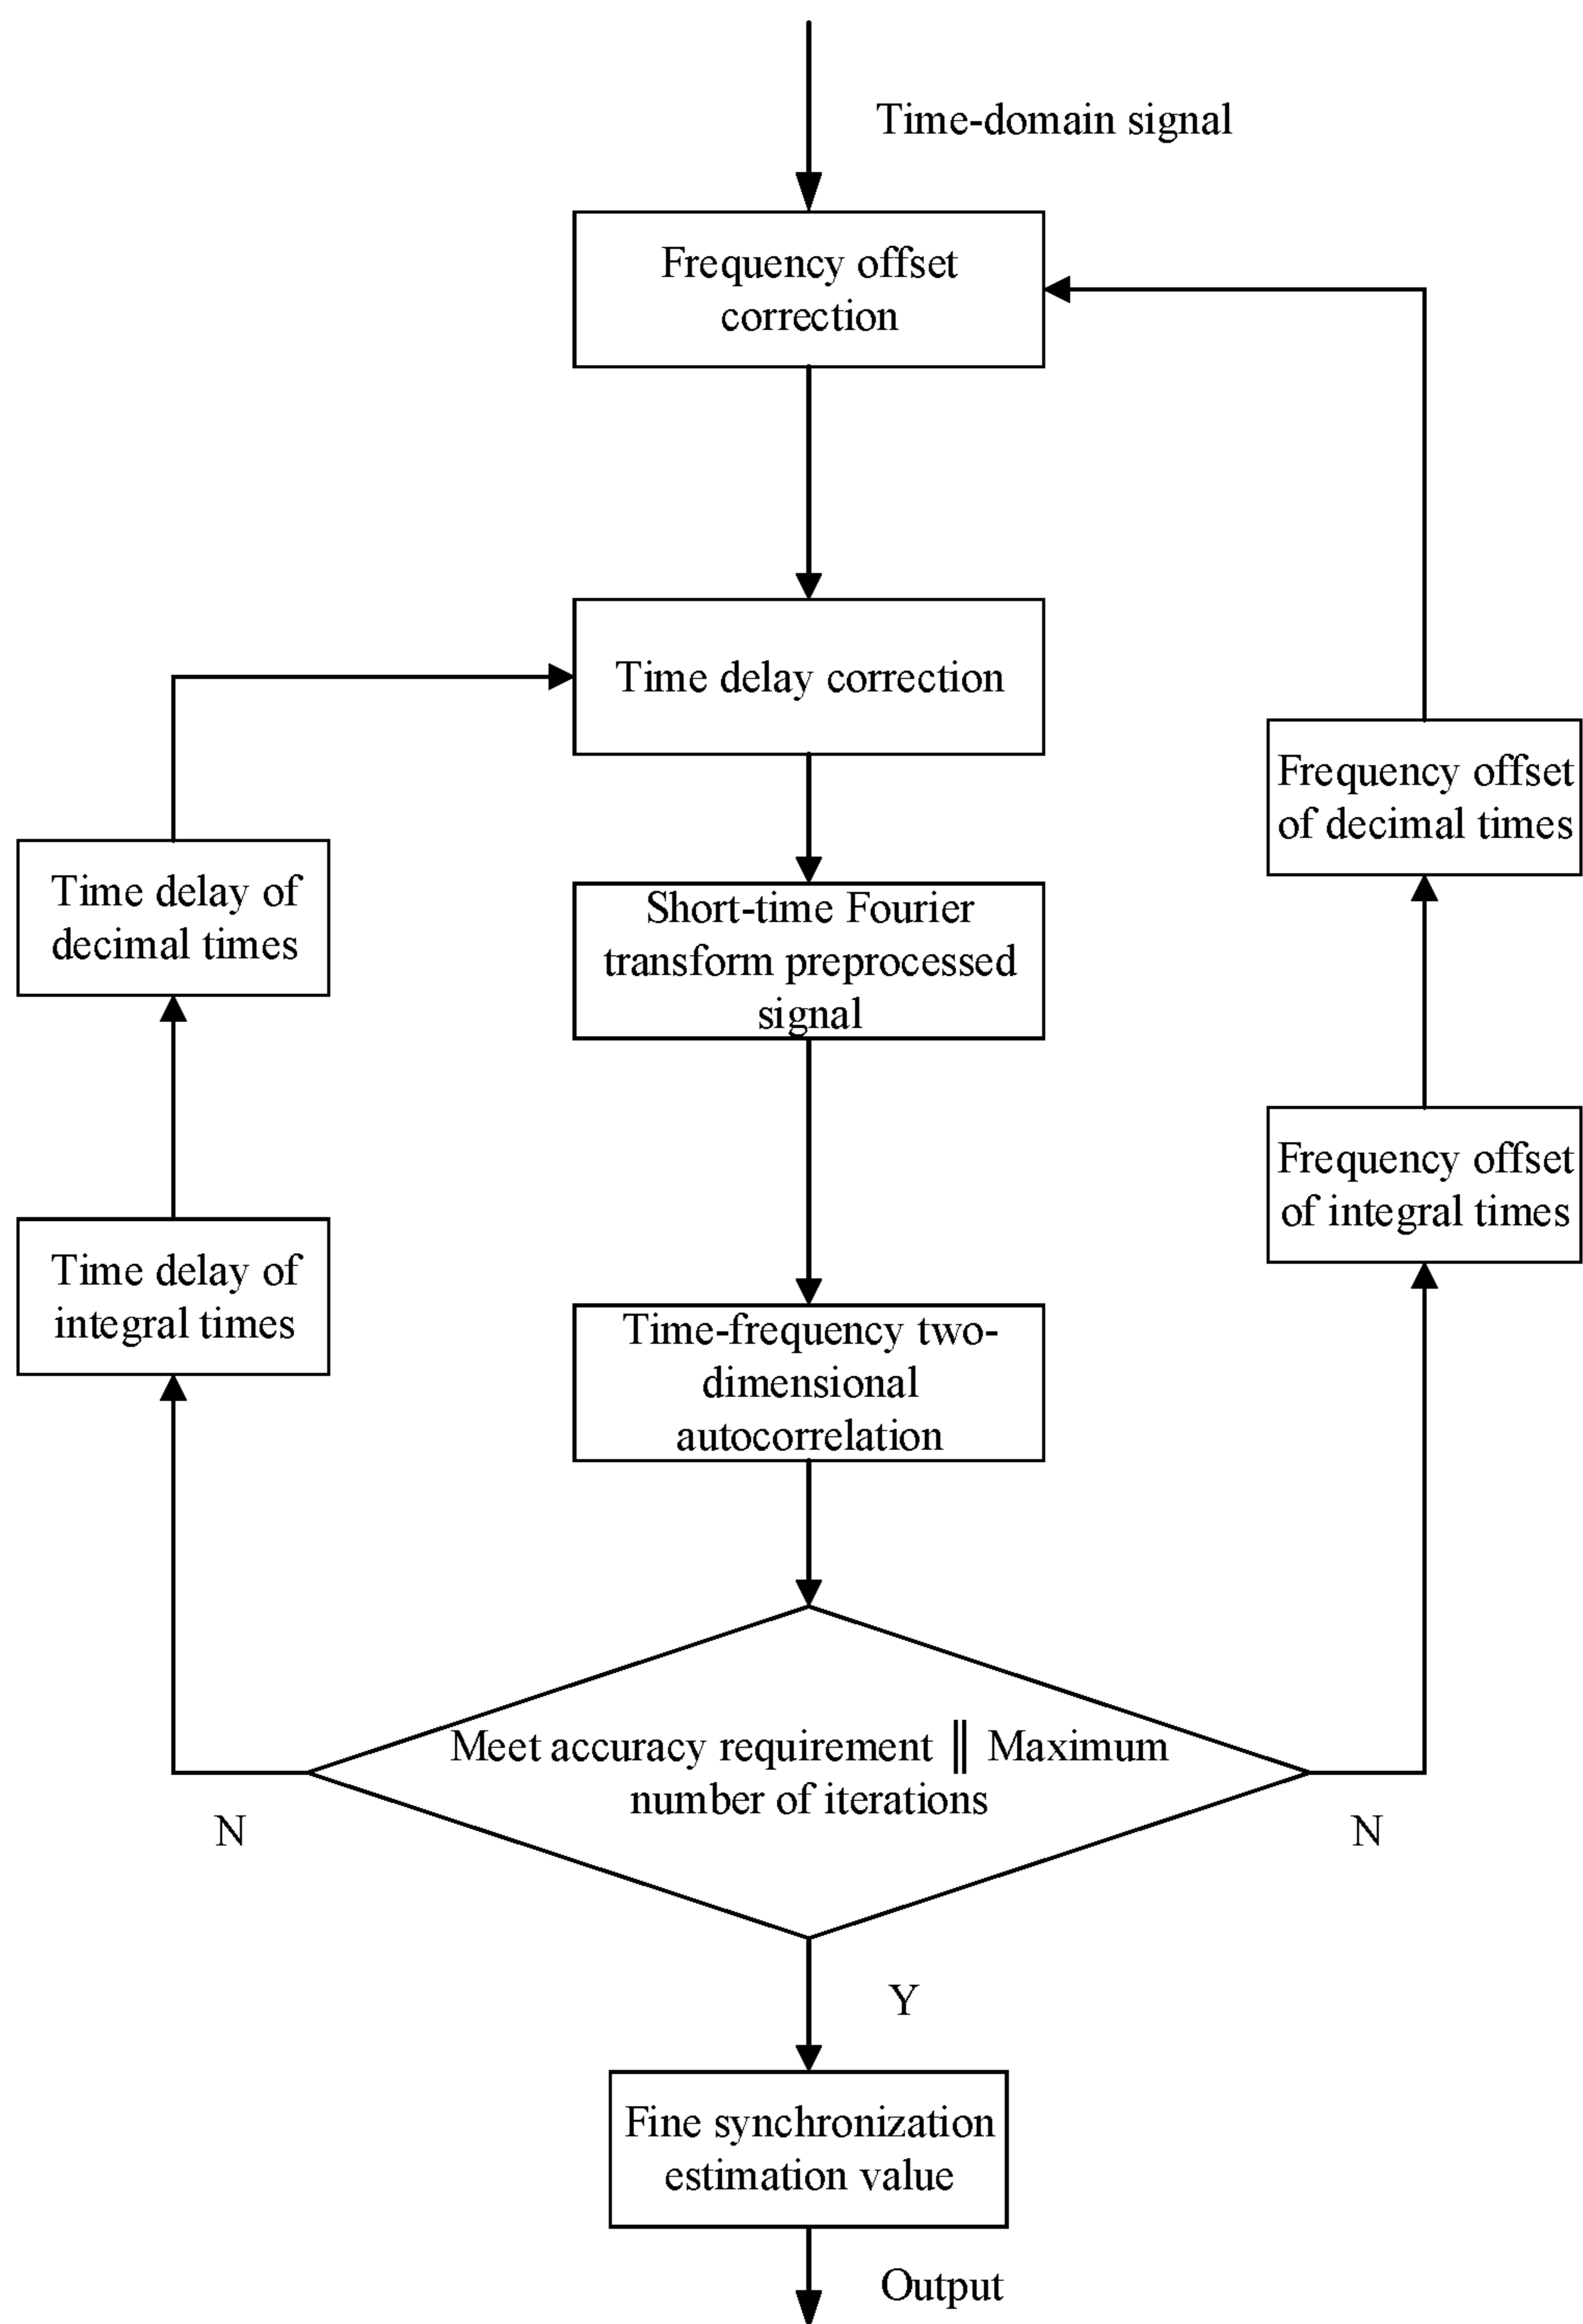 Time-domain signal
Frequency offset
correction
Time delay correction
Frequency offset
of decimal times
Time delay of
decimal times
Short-time Fourier
transform preprocessed
signal
Frequency offset
of integral times
Time delay of
integral times
Time-frequency two-
dimensional
autocorrelation
Meet accuracy requirement ‖ Maximum
number of iterations
N
N
Y
Fine synchronization
estimation value
Output